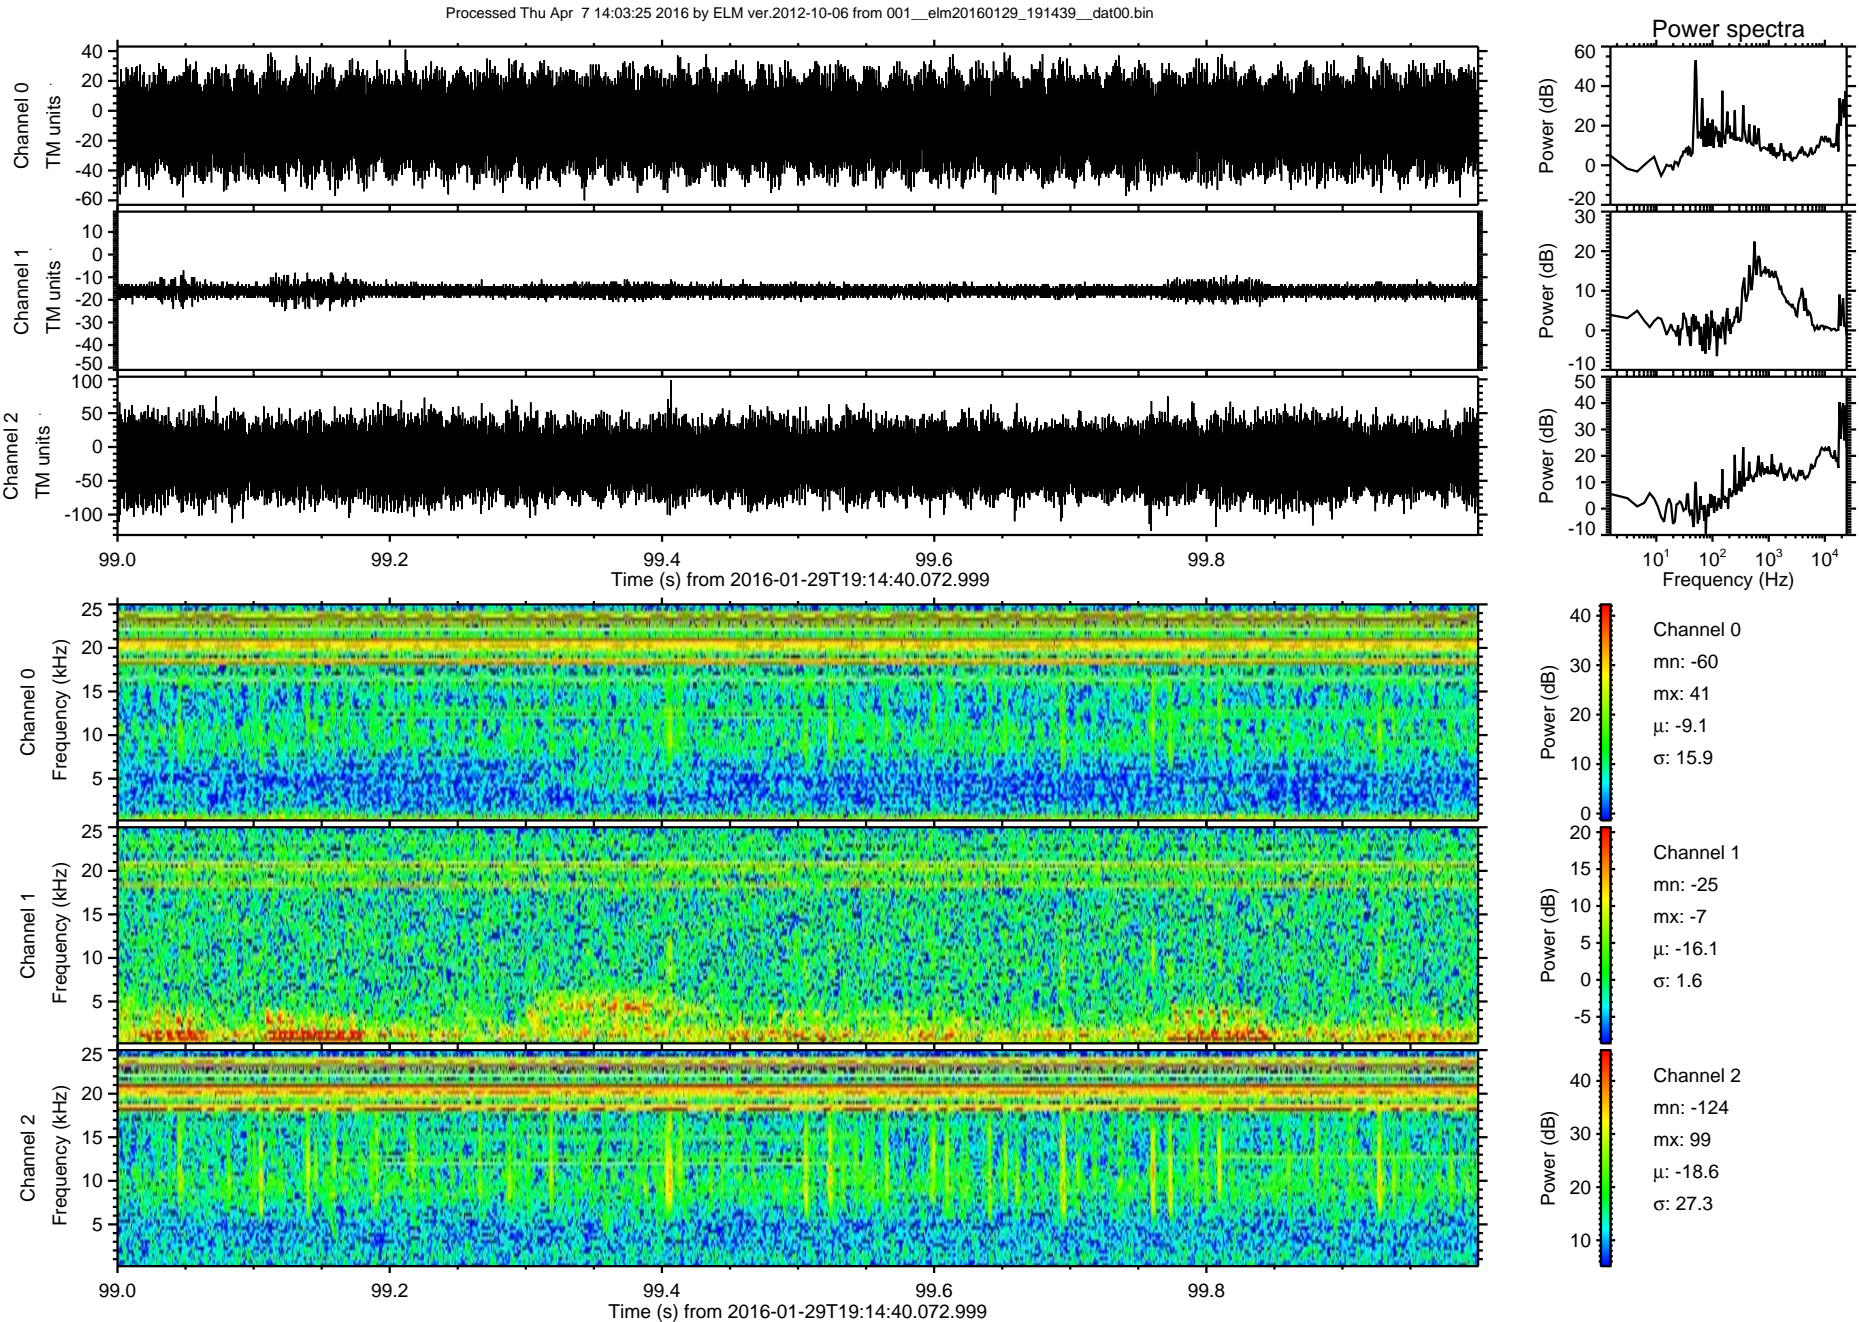 Processed Thu Apr  7 14:03:25 2016 by ELM ver.2012-10-06 from 001__elm20160129_191439__dat00.bin
Power spectra
Channel 0
TM units
40
20
0
-20
-40
-60
Power (dB)
60
40
20
0
-20
Channel 1
TM units
10
0
-10
-20
-30
-40
-50
Power (dB)
30
20
10
0
-10
Channel 2
TM units
100
50
0
-50
-100
Power (dB)
50
40
30
20
10
0
-10
99.0 99.2 99.4 99.6 99.8
Time (s) from 2016-01-29T19:14:40.072.999
10^1 10^2 10^3 10^4
Frequency (Hz)
Channel 0
Frequency (kHz)
25
20
15
10
5
Power (dB)
40
30
20
10
0
Channel 0
mn: -60
mx: 41
μ: -9.1
σ: 15.9
Channel 1
Frequency (kHz)
25
20
15
10
5
Power (dB)
20
15
10
5
0
-5
Channel 1
mn: -25
mx: -7
μ: -16.1
σ: 1.6
Channel 2
Frequency (kHz)
25
20
15
10
5
Power (dB)
40
30
20
10
Channel 2
mn: -124
mx: 99
μ: -18.6
σ: 27.3
99.0 99.2 99.4 99.6 99.8
Time (s) from 2016-01-29T19:14:40.072.999